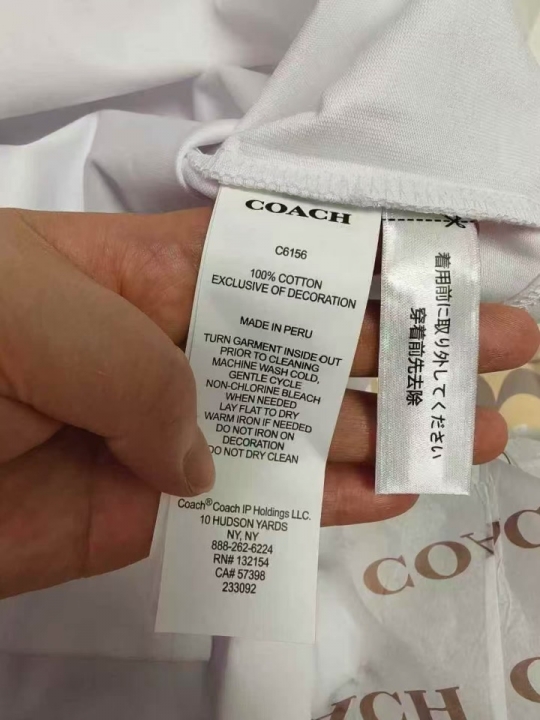 COACH
C6156
100% COTTON
EXCLUSIVE OF DECORATION
MADE IN PERU
TURN GARMENT INSIDE OUT
PRIOR TO CLEANING
MACHINE WASH COLD,
GENTLE CYCLE
NON-CHLORINE BLEACH
WHEN NEEDED
LAY FLAT TO DRY
WARM IRON IF NEEDED
DO NOT IRON ON
DECORATION
DO NOT DRY CLEAN
Coach® Coach IP Holdings LLC.
10 HUDSON YARDS
NY, NY
888-262-6224
RN# 132154
CA# 57398
233092
着用前に取り外してください
穿着前先去除